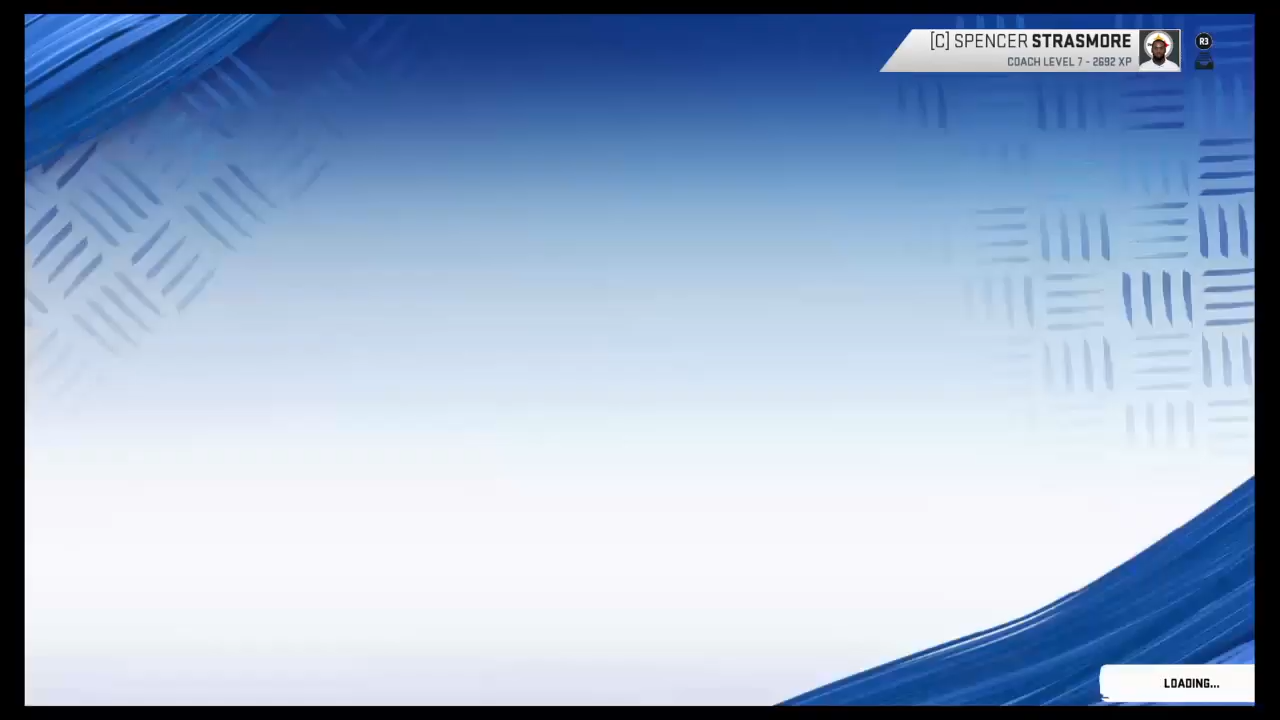 [C] SPENCER STRASMORE
COACH LEVEL 7 - 2692 XP
R3
LOADING...